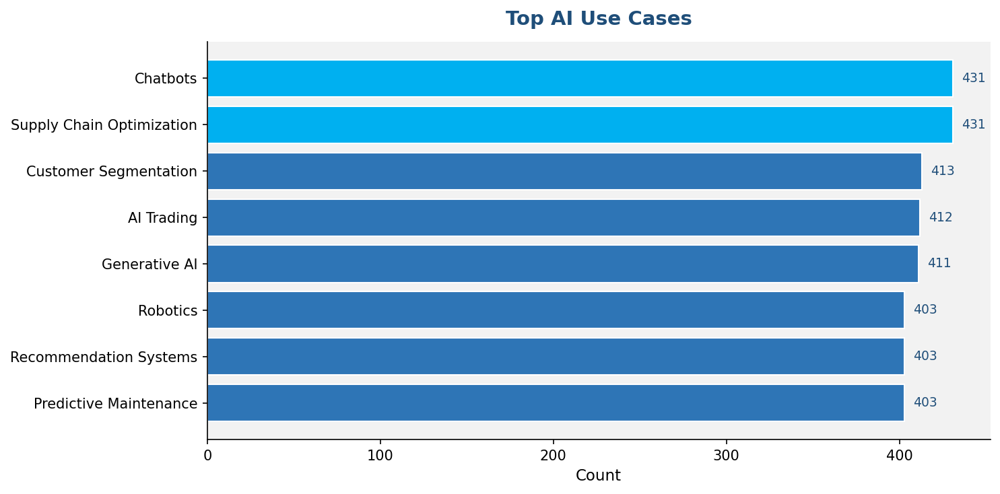 Top AI Use Cases
Chatbots 431
Supply Chain Optimization 431
Customer Segmentation 413
AI Trading 412
Generative AI 411
Robotics 403
Recommendation Systems 403
Predictive Maintenance 403
0 100 200 300 400
Count